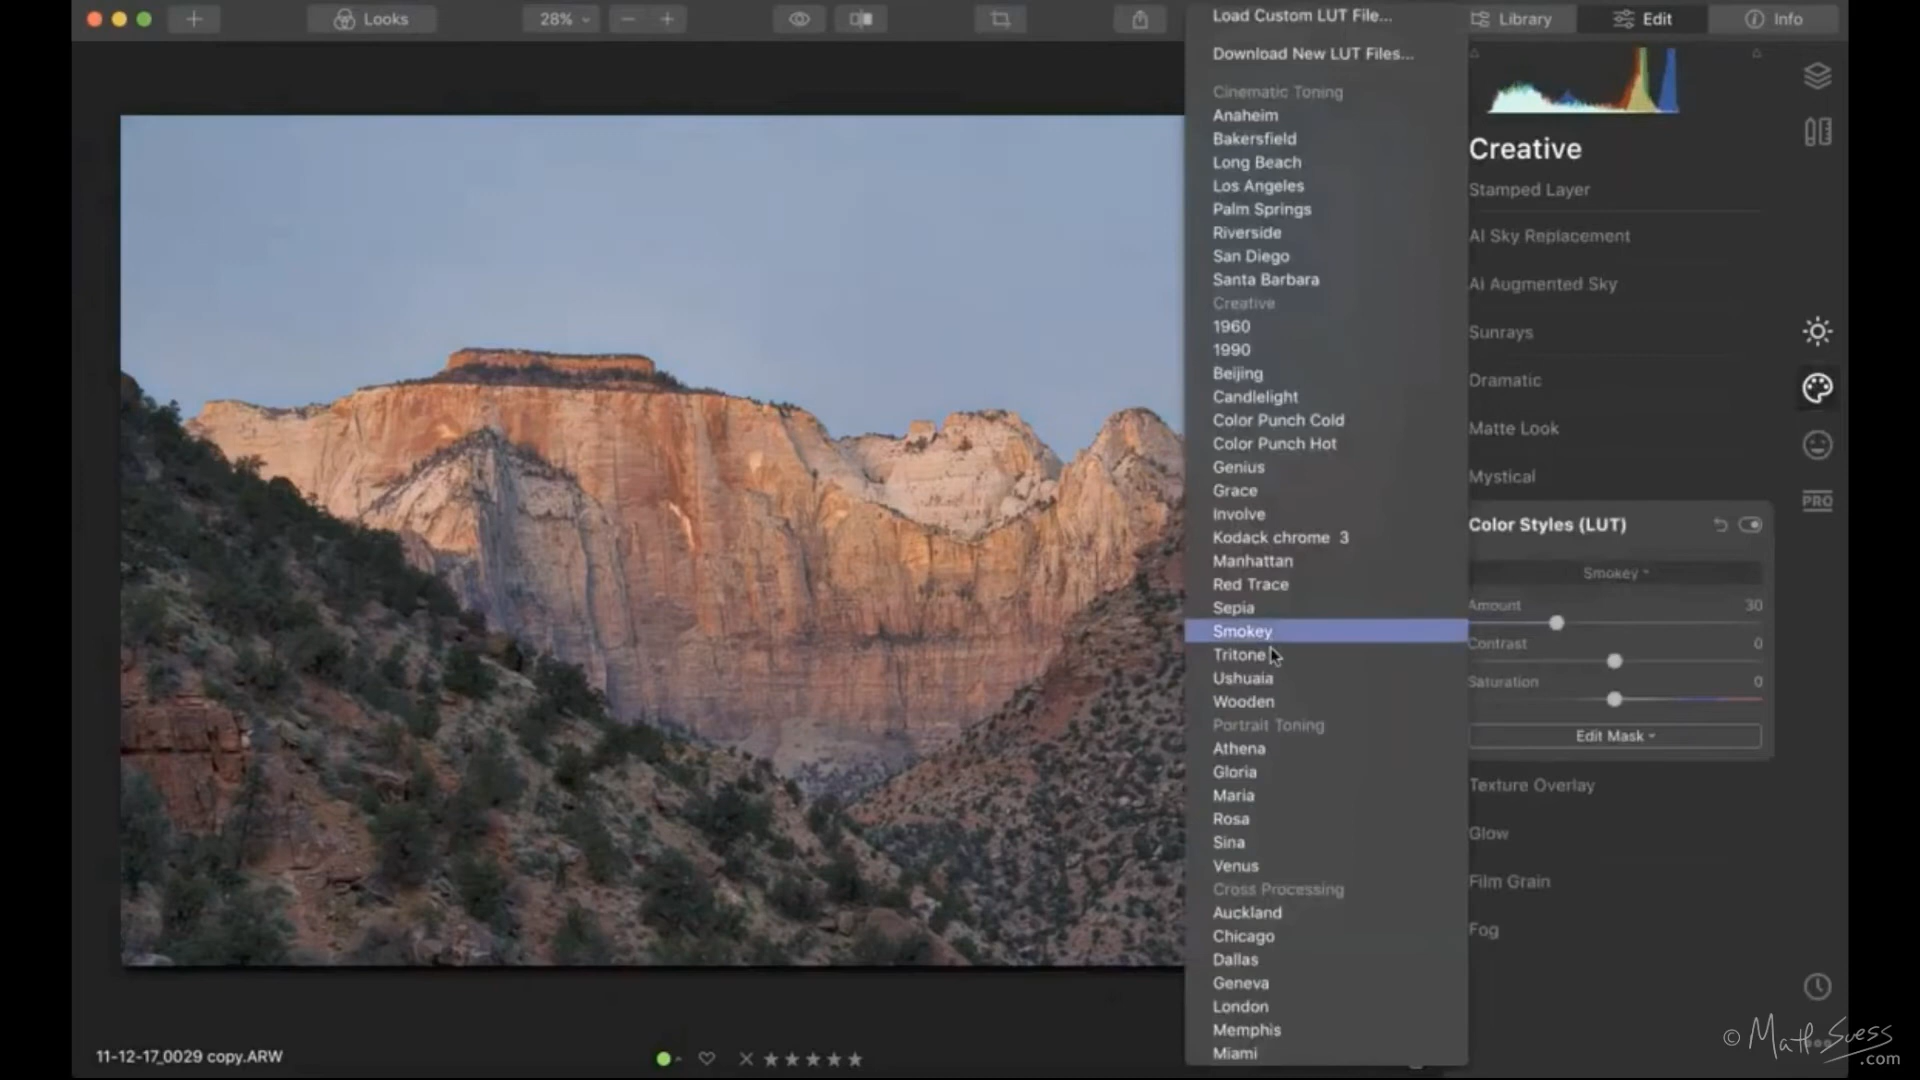 Looks
28%
Library
Edit
Info
Load Custom LUT File...
Download New LUT Files...
Cinematic Toning
Anaheim
Bakersfield
Long Beach
Los Angeles
Palm Springs
Riverside
San Diego
Santa Barbara
Creative
1960
1990
Beijing
Candlelight
Color Punch Cold
Color Punch Hot
Genius
Grace
Involve
Kodack chrome 3
Manhattan
Red Trace
Sepia
Smokey
Tritone
Ushuaia
Wooden
Portrait Toning
Athena
Gloria
Maria
Rosa
Sina
Venus
Cross Processing
Auckland
Chicago
Dallas
Geneva
London
Memphis
Miami
Creative
Stamped Layer
AI Sky Replacement
AI Augmented Sky
Sunrays
Dramatic
Matte Look
Mystical
Color Styles (LUT)
Smokey
Amount 30
Contrast 0
Saturation 0
Edit Mask
Texture Overlay
Glow
Film Grain
Fog
PRO
11-12-17_0029 copy.ARW
© Matt Suess
.com